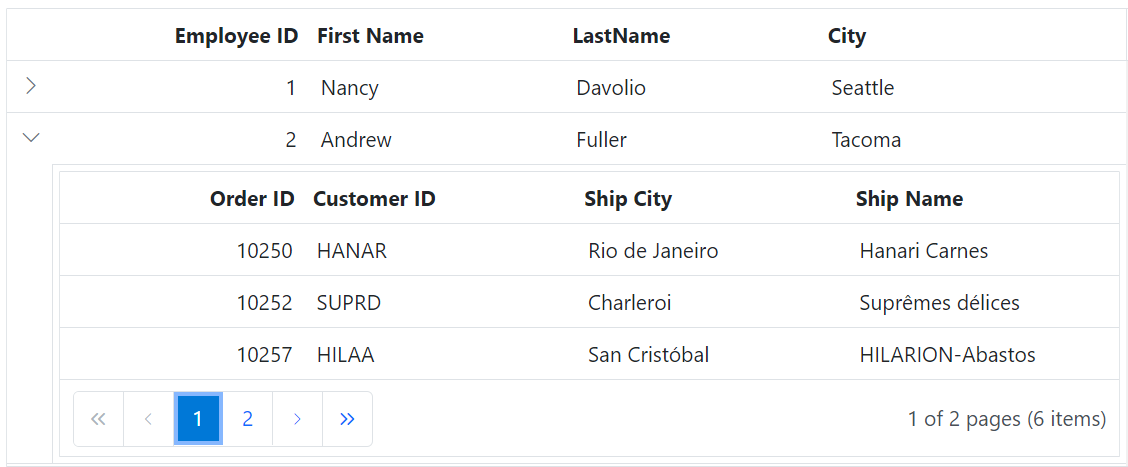 Employee ID First Name LastName City
1 Nancy Davolio Seattle
2 Andrew Fuller Tacoma
Order ID Customer ID Ship City Ship Name
10250 HANAR Rio de Janeiro Hanari Carnes
10252 SUPRD Charleroi Suprêmes délices
10257 HILAA San Cristóbal HILARION-Abastos
1 2 1 of 2 pages (6 items)